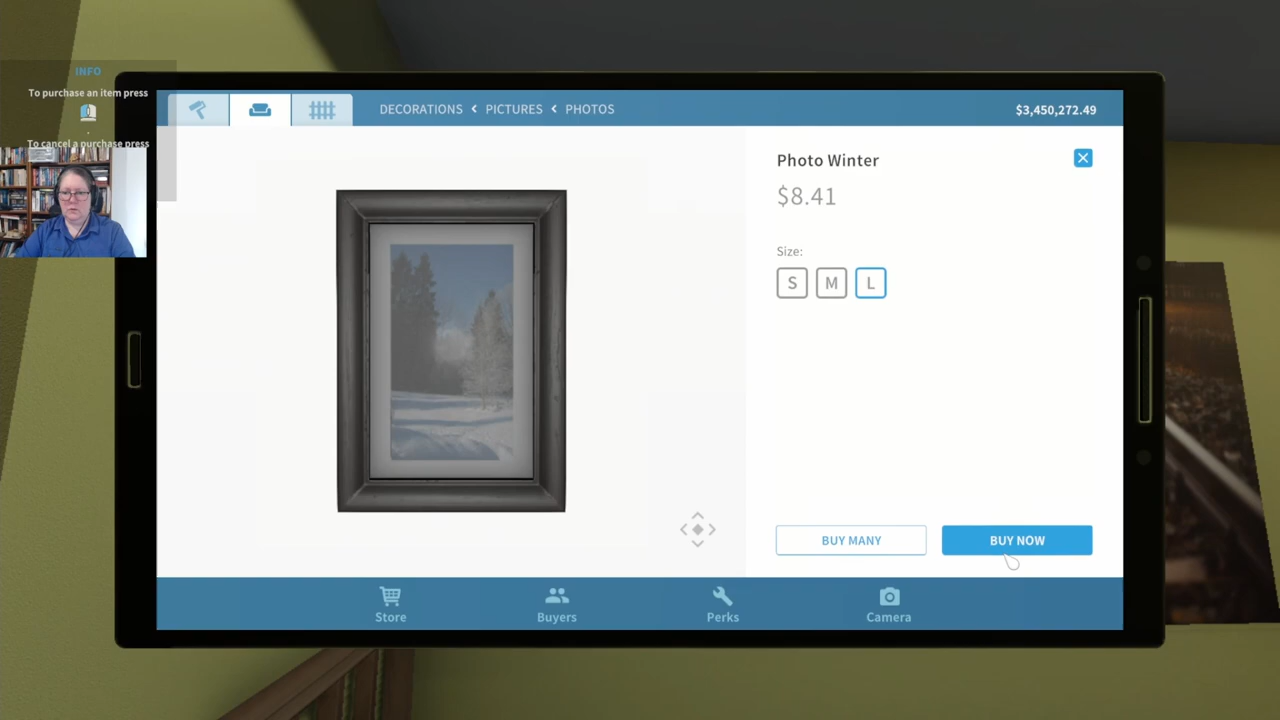 INFO
To purchase an item press
.
To cancel a purchase press
DECORATIONS < PICTURES < PHOTOS
$3,450,272.49
Photo Winter
$8.41
Size:
S M L
BUY MANY
BUY NOW
Store
Buyers
Perks
Camera